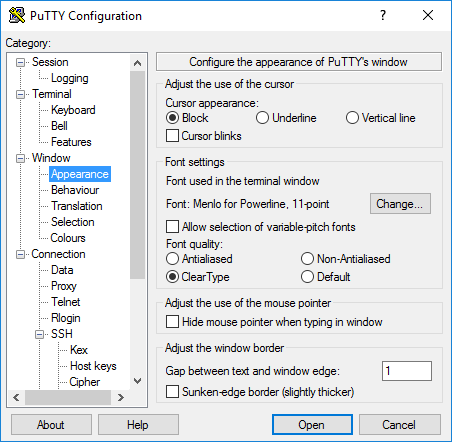 PuTTY Configuration
?
Category:
Session
Logging
Terminal
Keyboard
Bell
Features
Window
Appearance
Behaviour
Translation
Selection
Colours
Connection
Data
Proxy
Telnet
Rlogin
SSH
Kex
Host keys
Cipher
Configure the appearance of PuTTY's window
Adjust the use of the cursor
Cursor appearance:
Block Underline Vertical line
Cursor blinks
Font settings
Font used in the terminal window
Font: Menlo for Powerline, 11-point Change...
Allow selection of variable-pitch fonts
Font quality:
Antialiased Non-Antialiased
ClearType Default
Adjust the use of the mouse pointer
Hide mouse pointer when typing in window
Adjust the window border
Gap between text and window edge: 1
Sunken-edge border (slightly thicker)
About Help Open Cancel